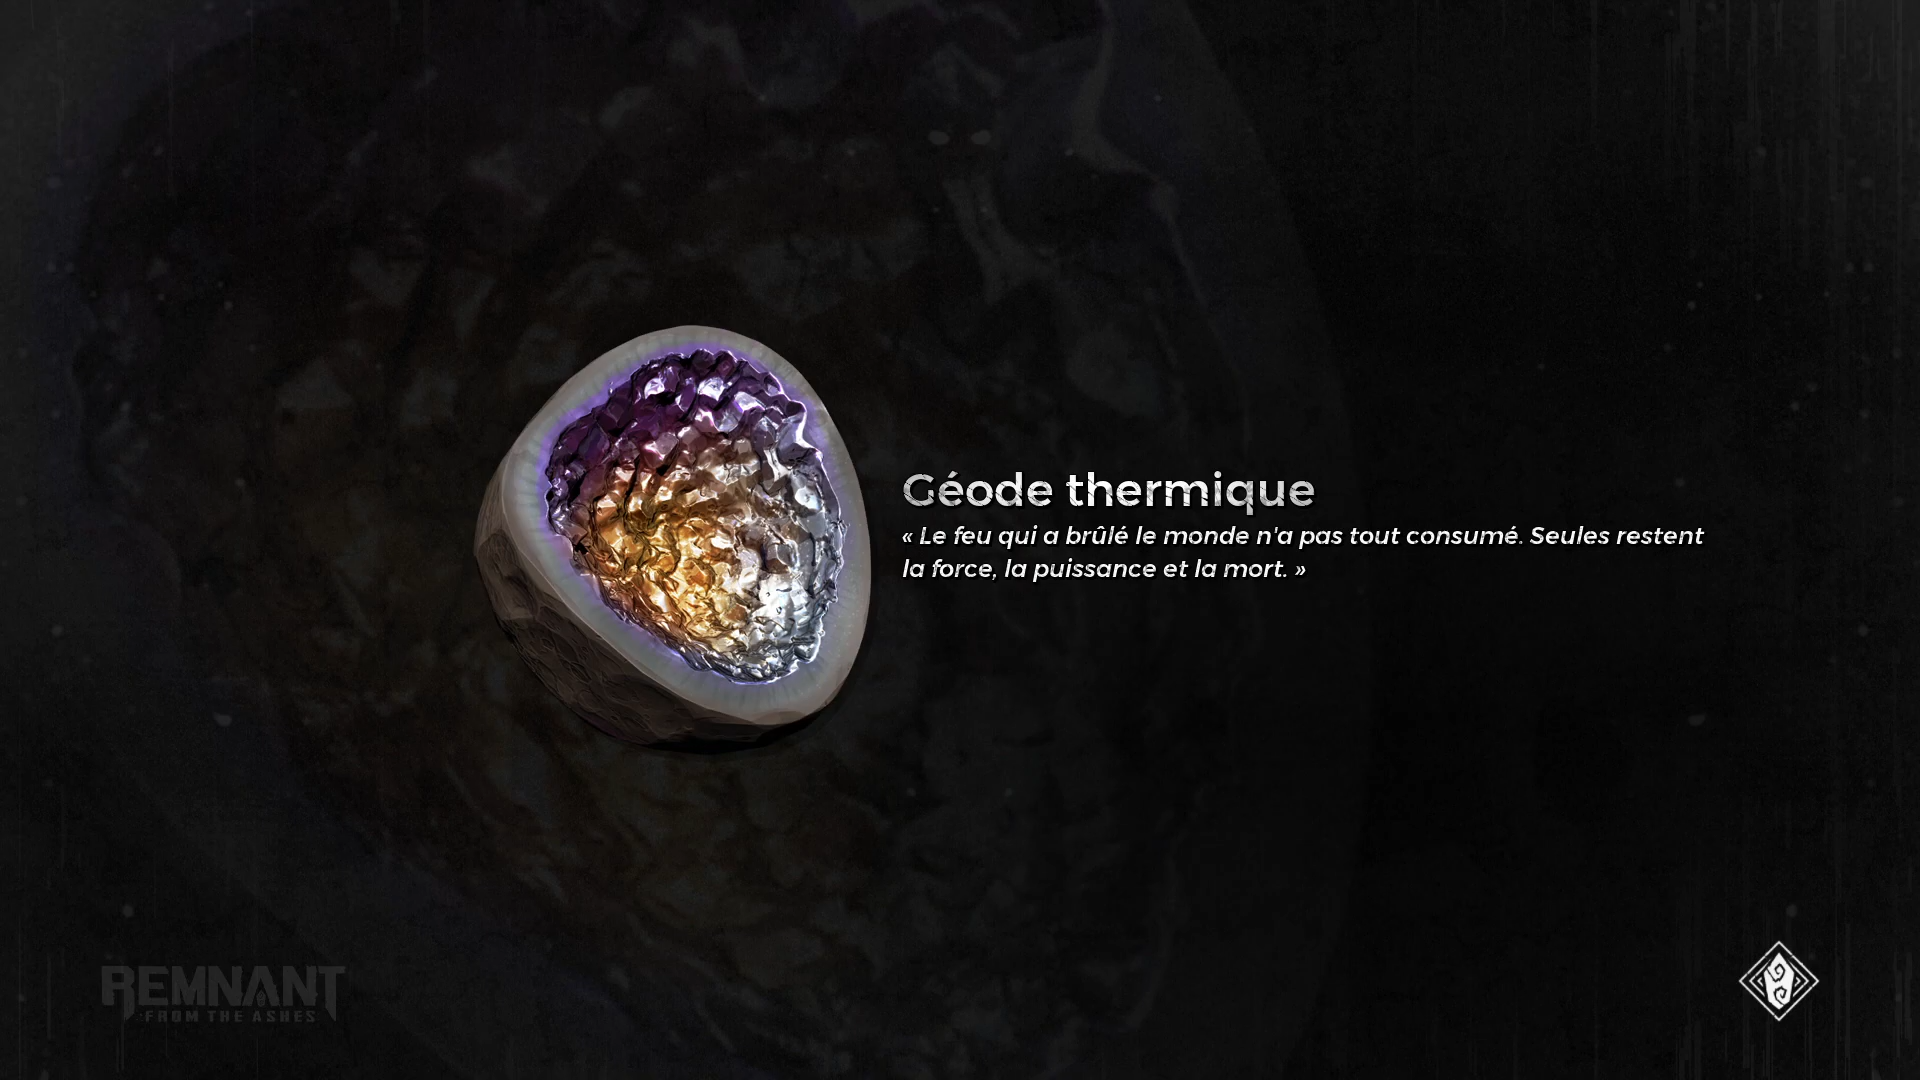 Géode thermique
« Le feu qui a brûlé le monde n'a pas tout consumé. Seules restent
la force, la puissance et la mort. »
REMNANT
FROM THE ASHES